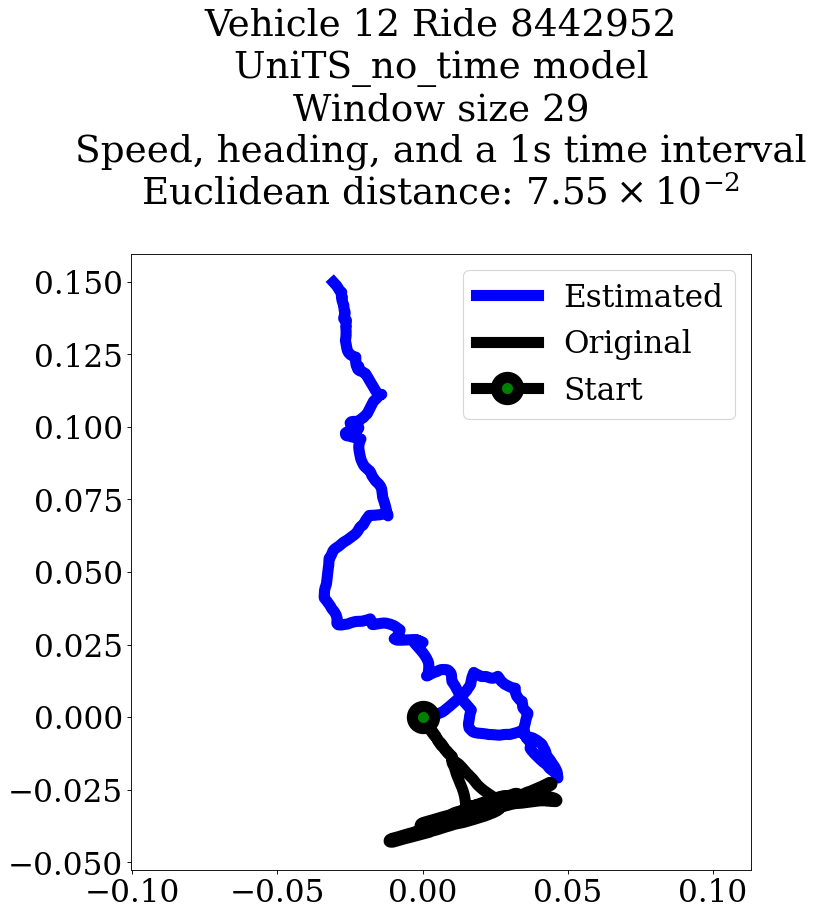 Vehicle 12 Ride 8442952
UniTS_no_time model
Window size 29
Speed, heading, and a 1s time interval
Euclidean distance: 7.55 × 10⁻²
Estimated
Original
Start
0.150
0.125
0.100
0.075
0.050
0.025
0.000
−0.025
−0.050
−0.10 −0.05 0.00 0.05 0.10